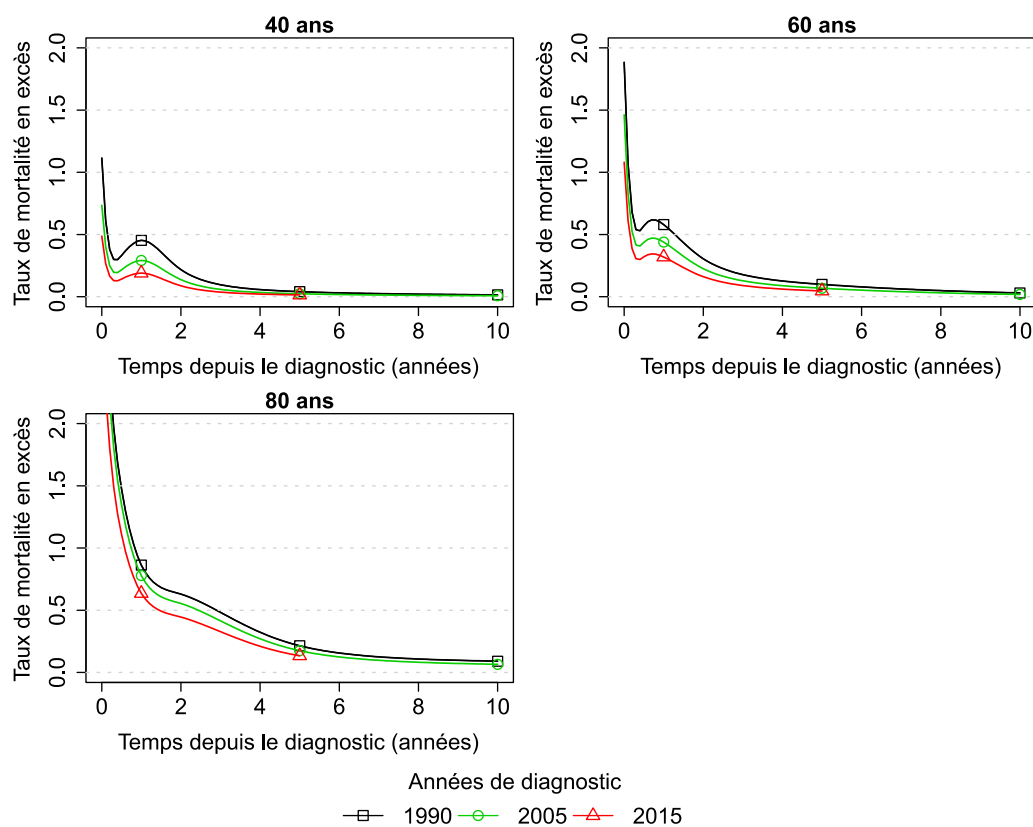 40 ans
Taux de mortalité en excès
2.0
1.5
1.0
0.5
0.0
0 2 4 6 8 10
Temps depuis le diagnostic (années)
60 ans
Taux de mortalité en excès
2.0
1.5
1.0
0.5
0.0
0 2 4 6 8 10
Temps depuis le diagnostic (années)
80 ans
Taux de mortalité en excès
2.0
1.5
1.0
0.5
0.0
0 2 4 6 8 10
Temps depuis le diagnostic (années)
Années de diagnostic
1990 2005 2015